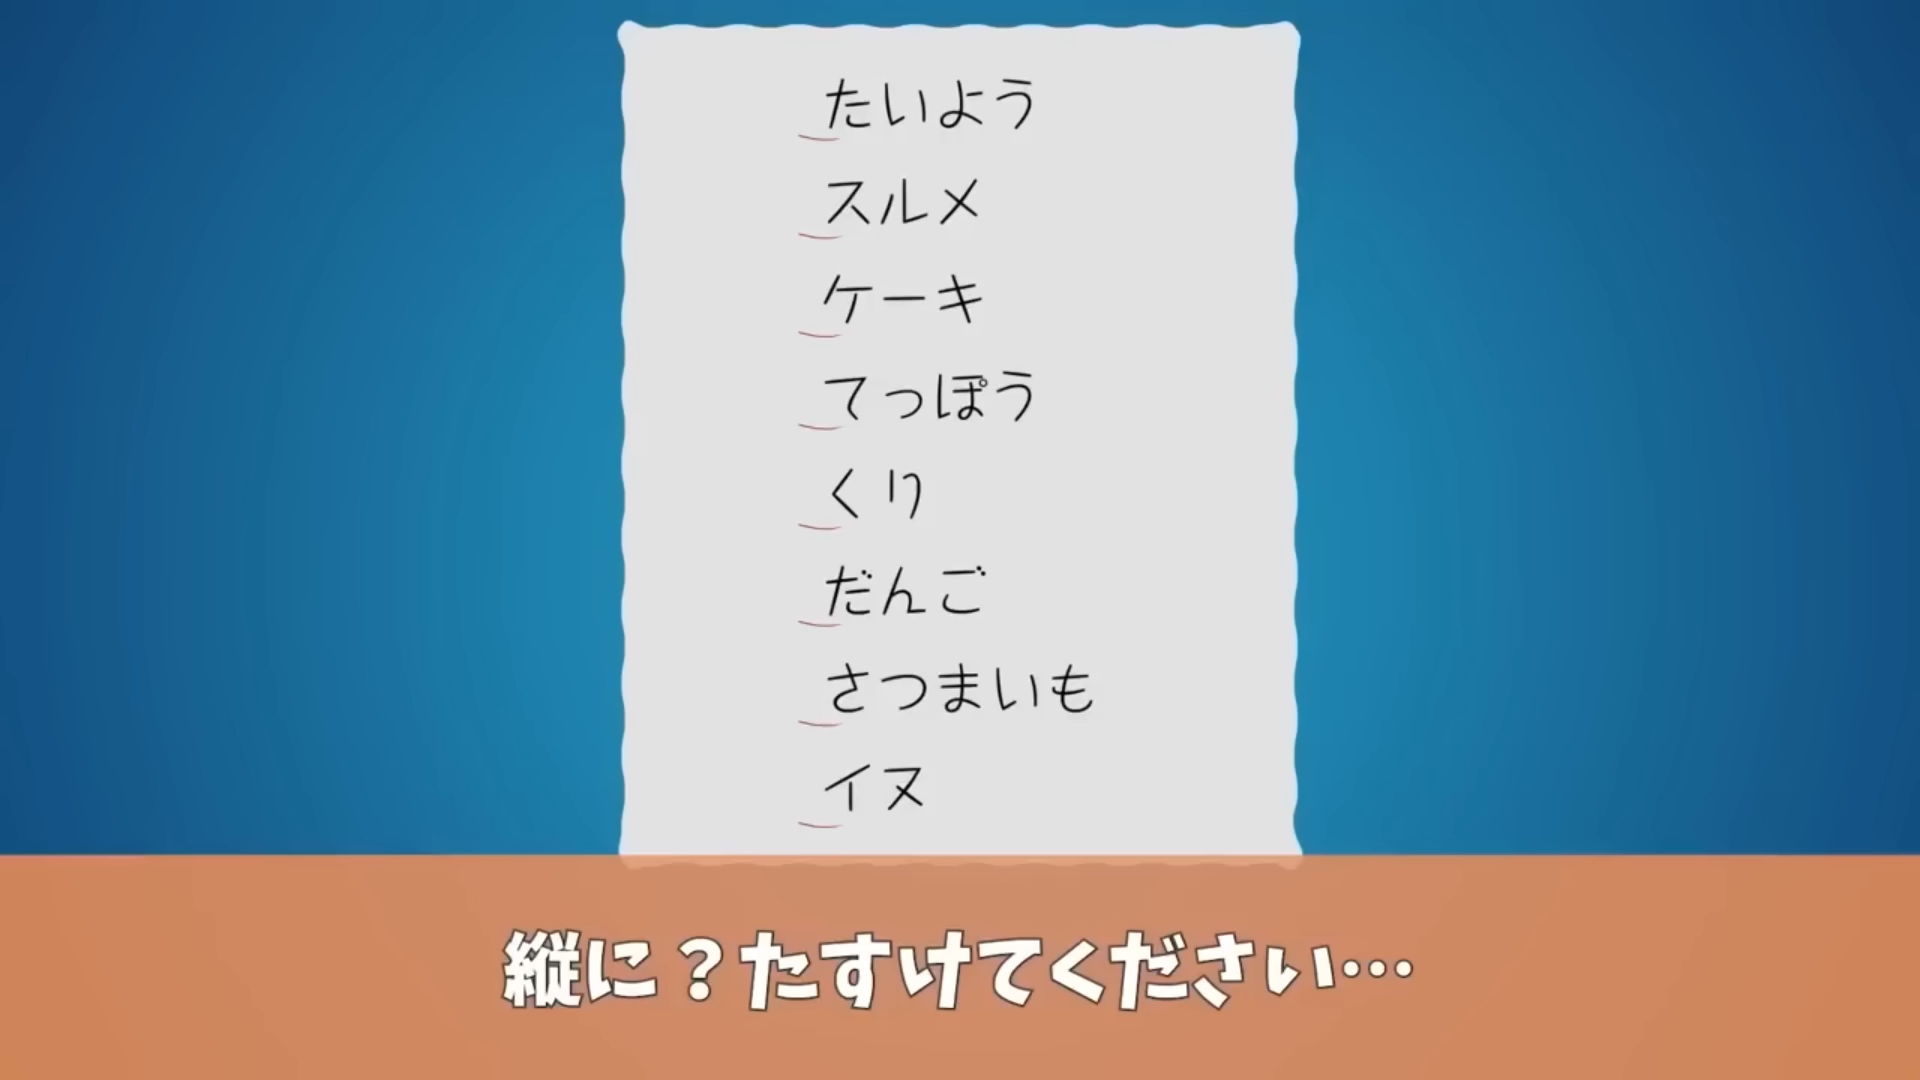 たいよう
スルメ
ケーキ
てっぽう
くり
だんご
さつまいも
イヌ
縦に？たすけてください…